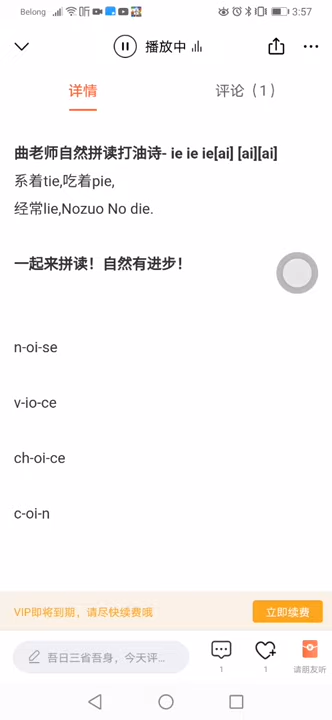 Belong 3:57
播放中
详情 评论（1）
曲老师自然拼读打油诗- ie ie ie[ai] [ai][ai]
系着tie,吃着pie,
经常lie,Nozuo No die.
一起来拼读！自然有进步！
n-oi-se
v-io-ce
ch-oi-ce
c-oi-n
VIP即将到期，请尽快续费哦 立即续费
吾日三省吾身，今天评...
1 1 请朋友听